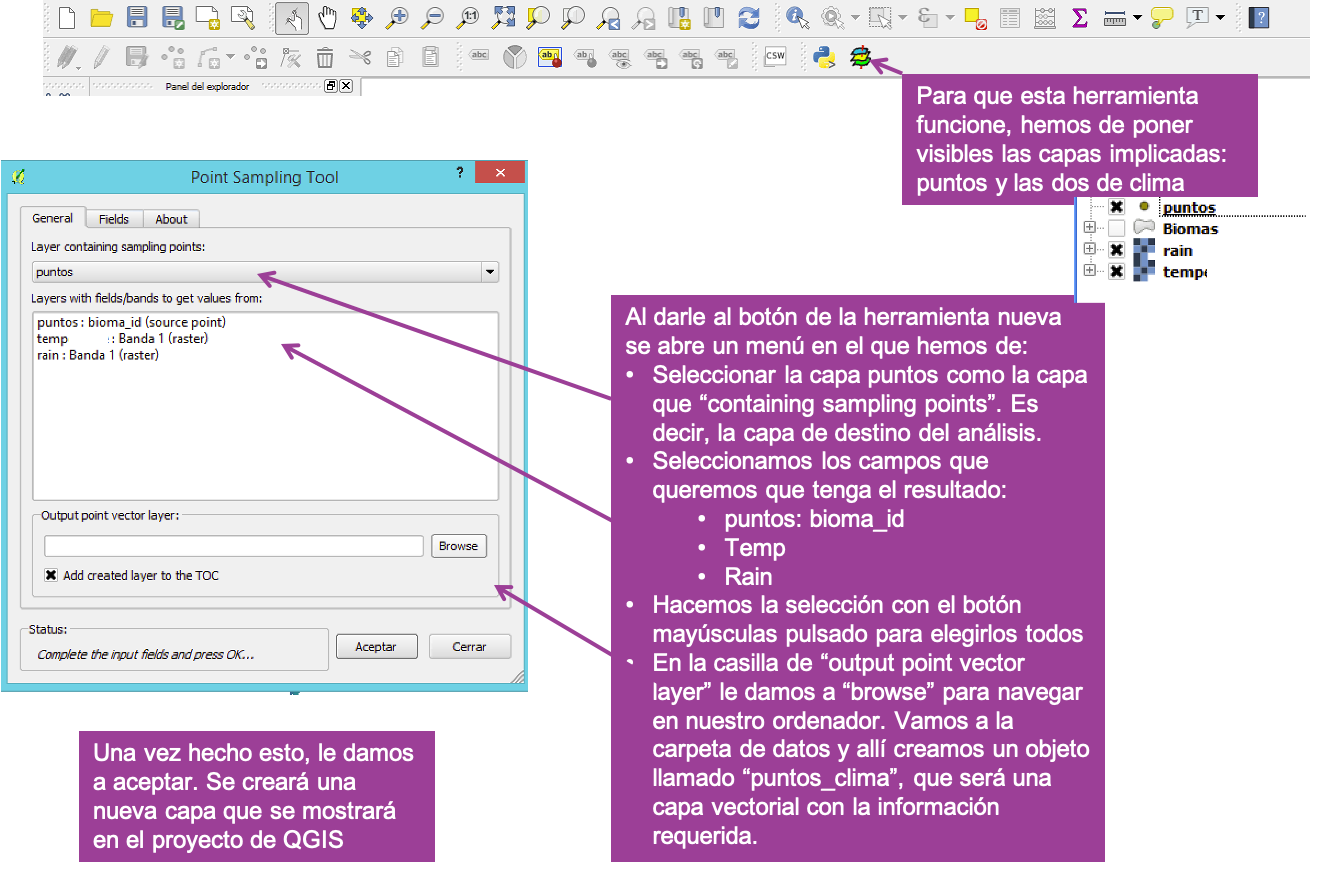 Panel del explorador
Para que esta herramienta
funcione, hemos de poner
visibles las capas implicadas:
puntos y las dos de clima
puntos
Biomas
rain
temp
Point Sampling Tool
?
General Fields About
Layer containing sampling points:
puntos
Layers with fields/bands to get values from:
puntos : bioma_id (source point)
temp : Banda 1 (raster)
rain : Banda 1 (raster)
Output point vector layer:
Browse
Add created layer to the TOC
Status:
Complete the input fields and press OK...
Aceptar Cerrar
Al darle al botón de la herramienta nueva
se abre un menú en el que hemos de:
• Seleccionar la capa puntos como la capa
que “containing sampling points”. Es
decir, la capa de destino del análisis.
• Seleccionamos los campos que
queremos que tenga el resultado:
• puntos: bioma_id
• Temp
• Rain
• Hacemos la selección con el botón
mayúsculas pulsado para elegirlos todos
• En la casilla de “output point vector
layer” le damos a “browse” para navegar
en nuestro ordenador. Vamos a la
carpeta de datos y allí creamos un objeto
llamado “puntos_clima”, que será una
capa vectorial con la información
requerida.
Una vez hecho esto, le damos
a aceptar. Se creará una
nueva capa que se mostrará
en el proyecto de QGIS